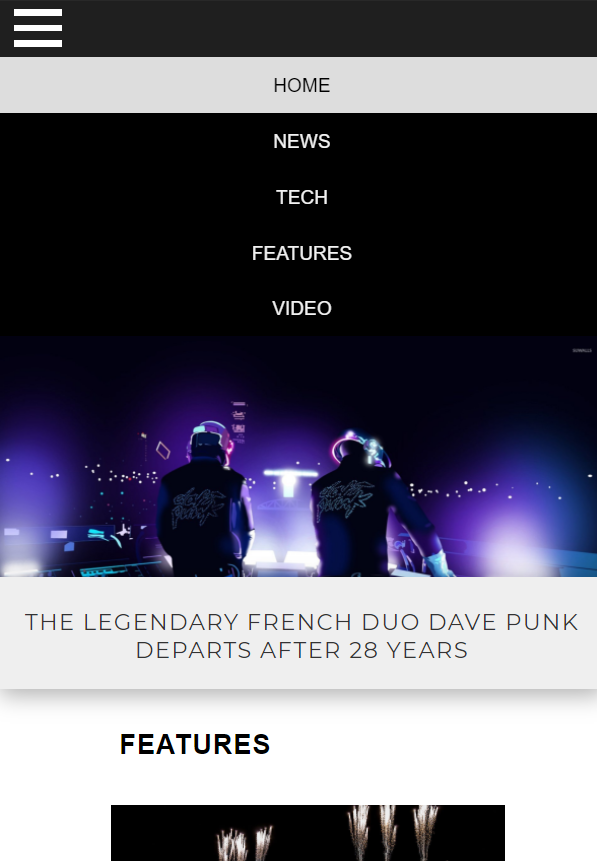 HOME
NEWS
TECH
FEATURES
VIDEO
THE LEGENDARY FRENCH DUO DAVE PUNK
DEPARTS AFTER 28 YEARS
FEATURES